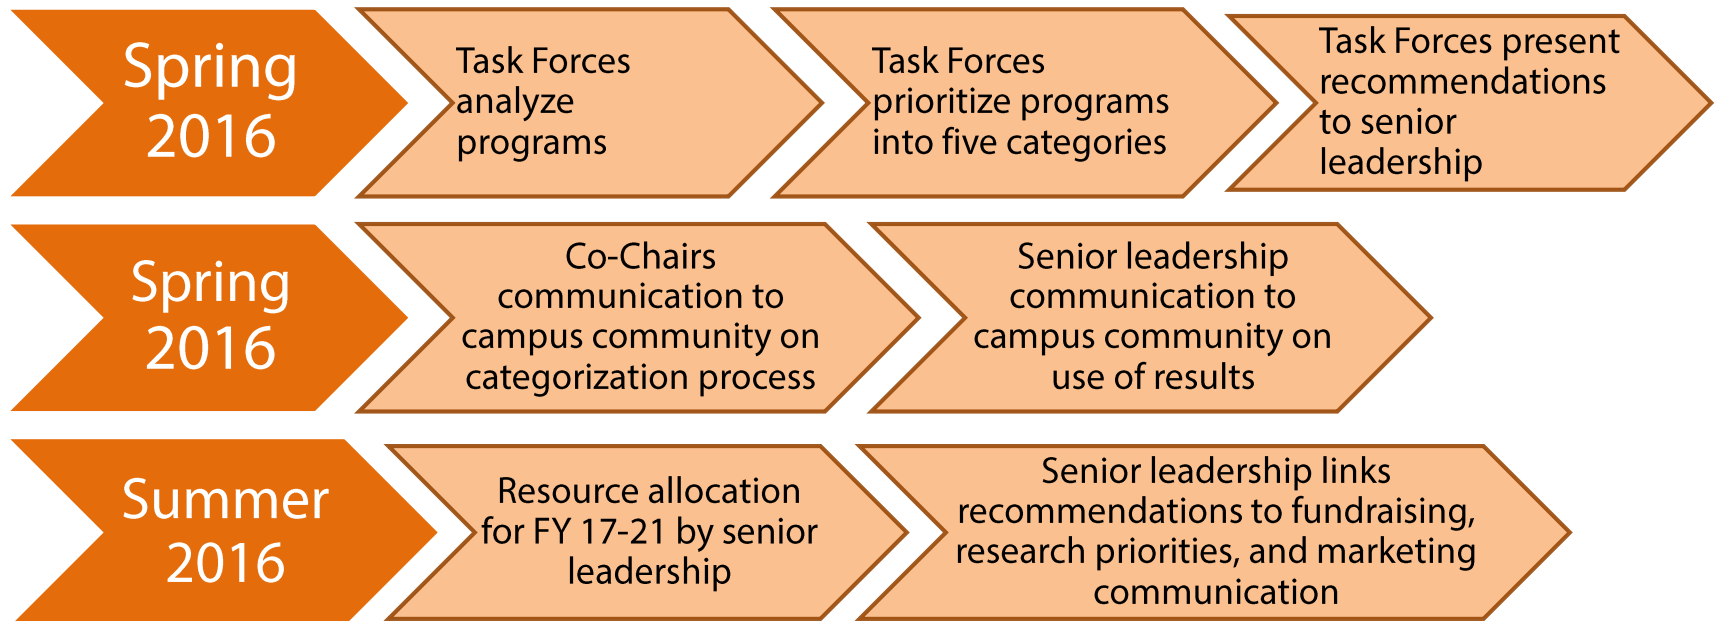 Spring
2016
Task Forces
analyze
programs
Task Forces
prioritize programs
into five categories
Task Forces present
recommendations
to senior
leadership
Spring
2016
Co-Chairs
communication to
campus community on
categorization process
Senior leadership
communication to
campus community on
use of results
Summer
2016
Resource allocation
for FY 17-21 by senior
leadership
Senior leadership links
recommendations to fundraising,
research priorities, and marketing
communication